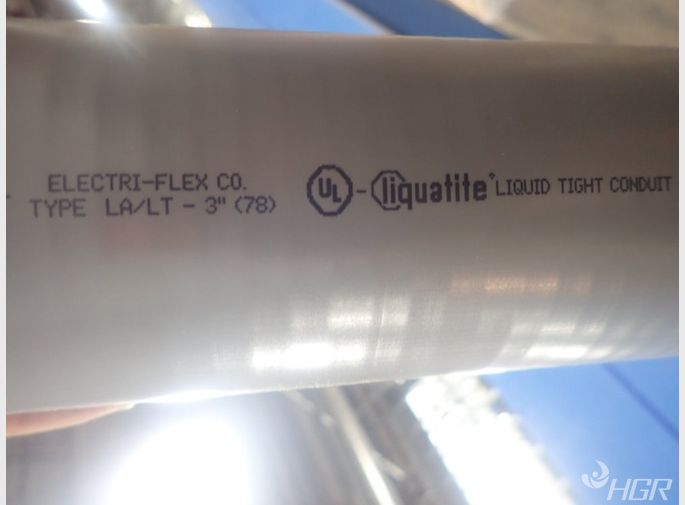 ELECTRI-FLEX CO.
TYPE LA/LT - 3" (78)
UL - liquatite® LIQUID TIGHT CONDUIT
HGR